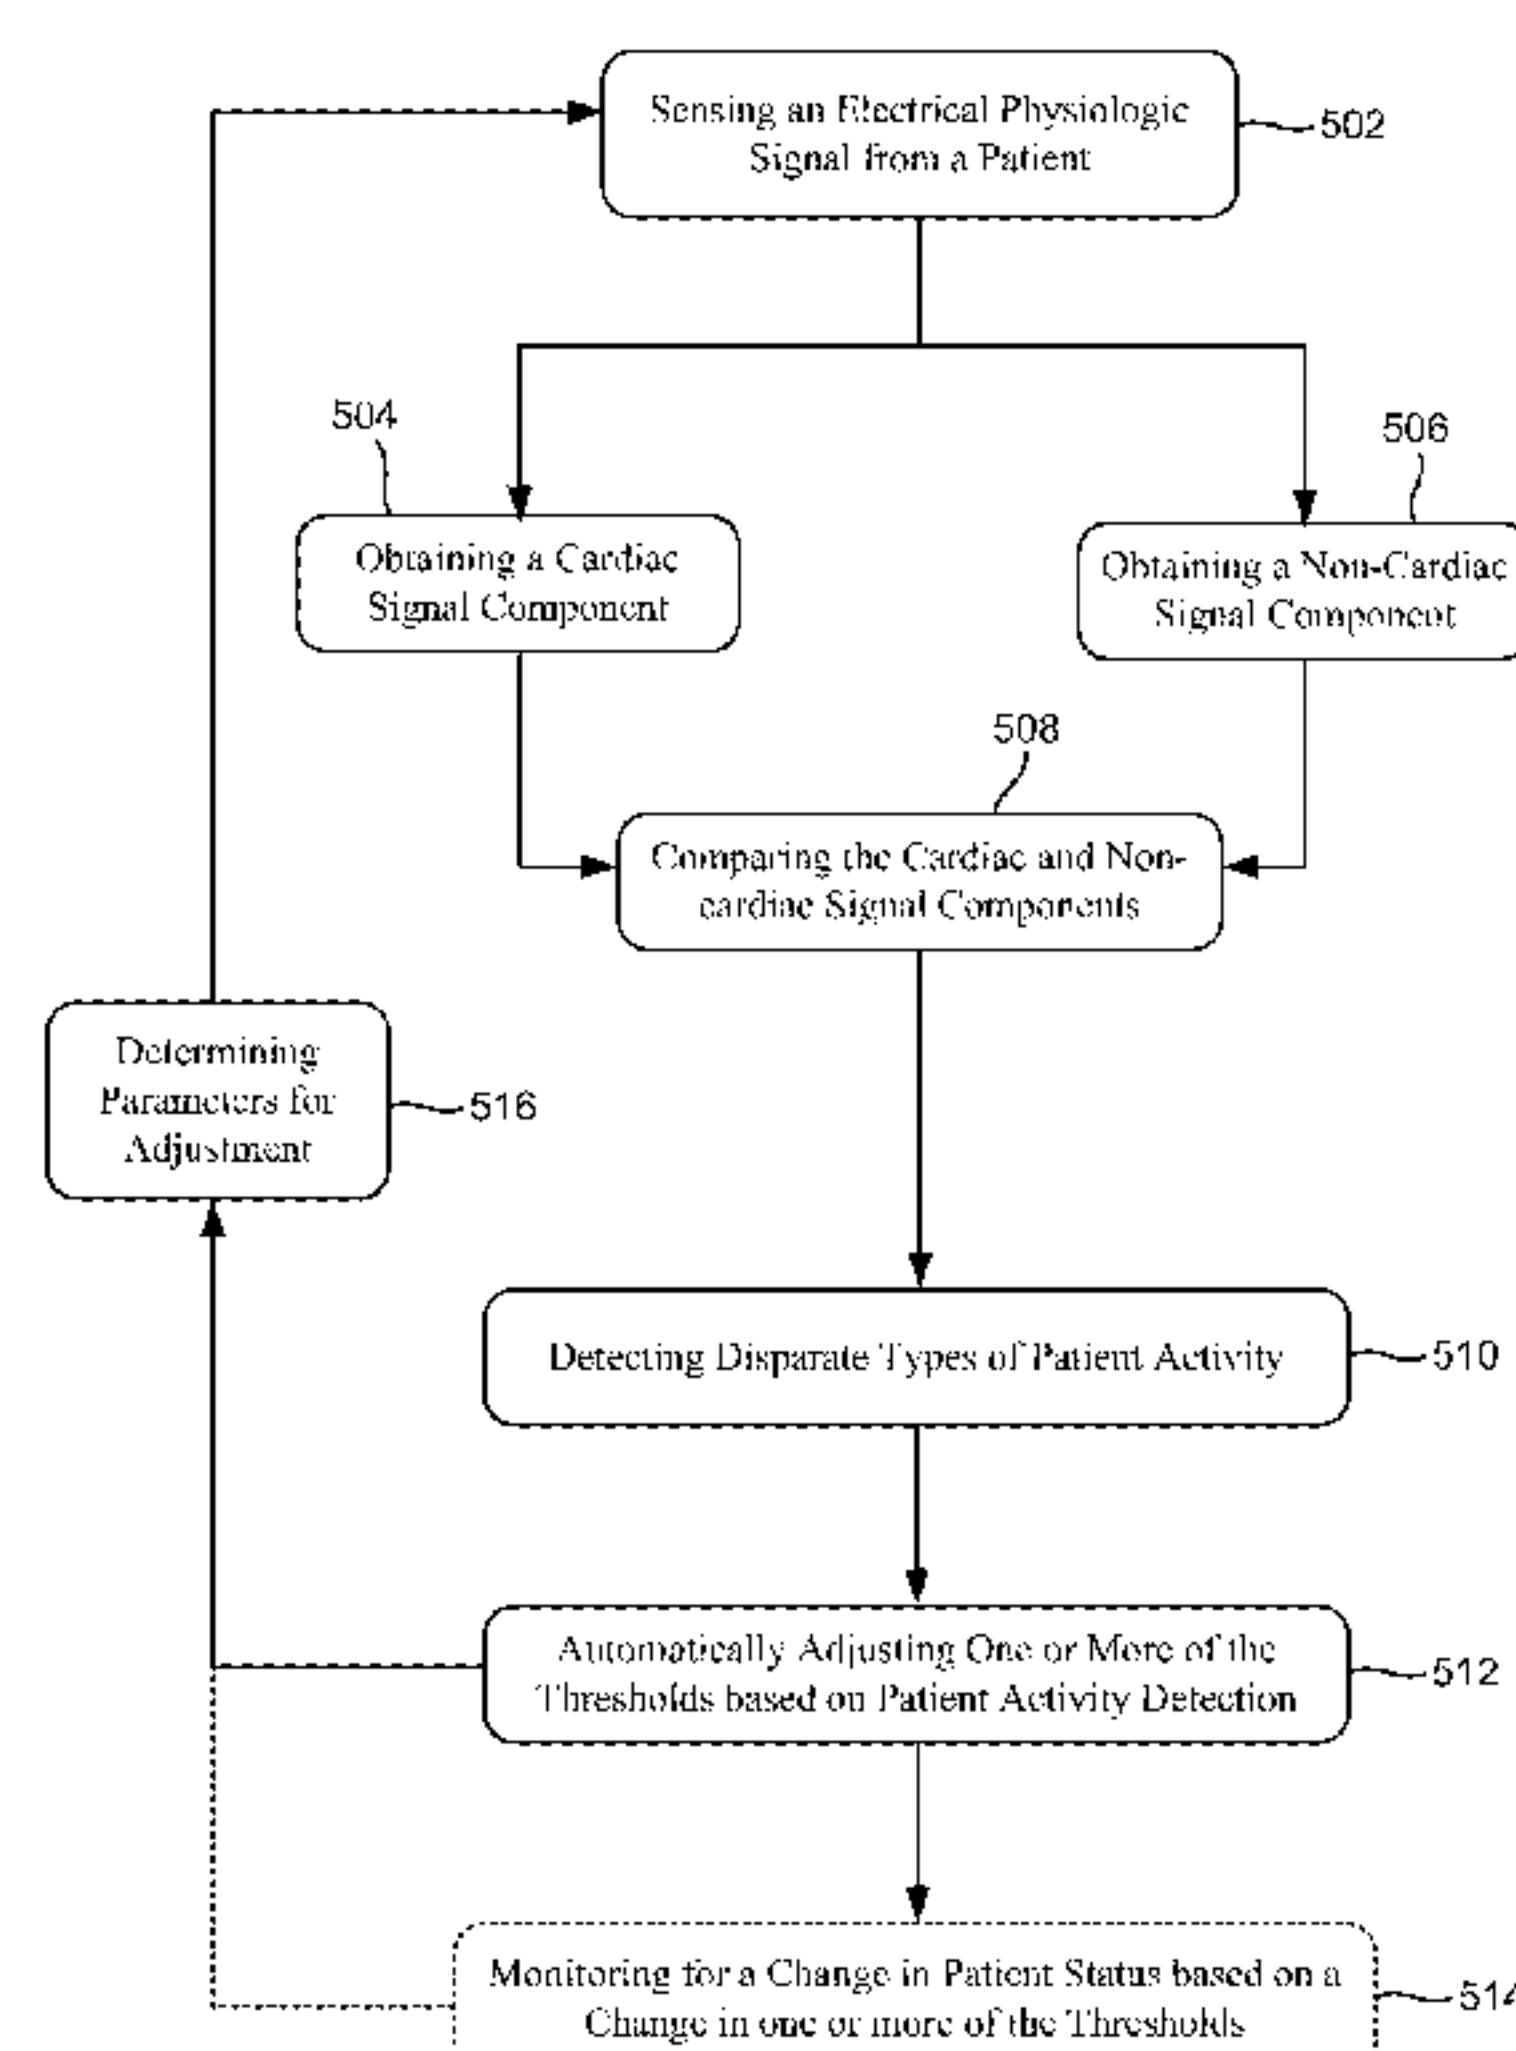 Sensing an Electrical Physiologic
Signal from a Patient
502
504
506
Obtaining a Cardiac
Signal Component
Obtaining a Non-Cardiac
Signal Component
508
Comparing the Cardiac and Non-
cardiac Signal Components
Determining
Parameters for
Adjustment
516
Detecting Disparate Types of Patient Activity
510
Automatically Adjusting One or More of the
Thresholds based on Patient Activity Detection
512
Monitoring for a Change in Patient Status based on a
Change in one or more of the Thresholds
514